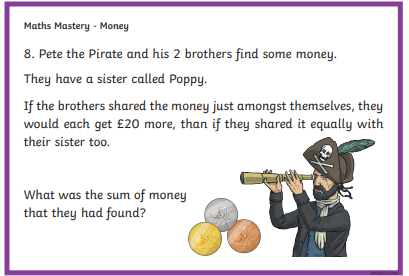 Maths Mastery - Money
8. Pete the Pirate and his 2 brothers find some money.
They have a sister called Poppy.
If the brothers shared the money just amongst themselves, they
would each get £20 more, than if they shared it equally with
their sister too.
What was the sum of money
that they had found?